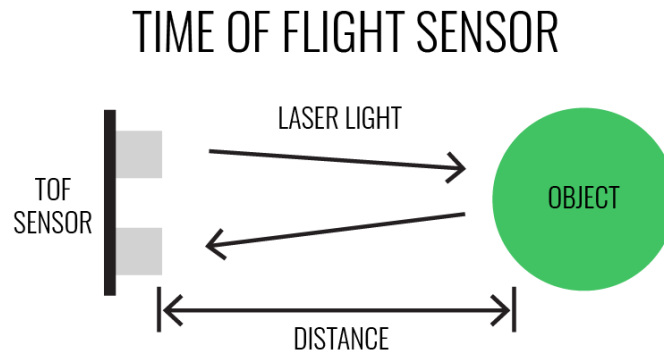 TIME OF FLIGHT SENSOR
LASER LIGHT
TOF
SENSOR
OBJECT
DISTANCE